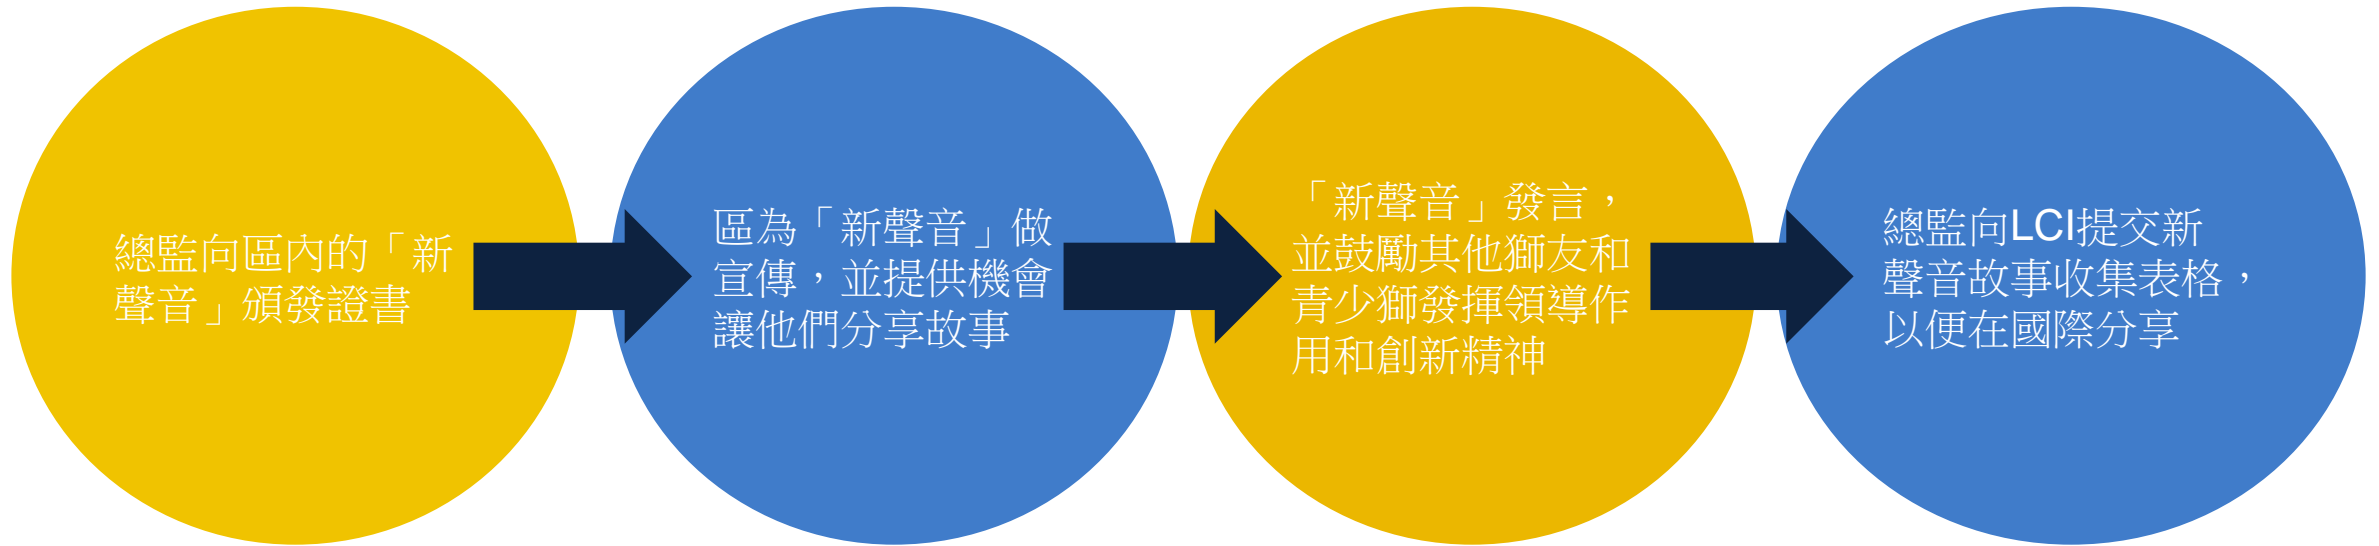 總監向區內的「新
聲音」頒發證書
區為「新聲音」做
宣傳，並提供機會
讓他們分享故事
「新聲音」發言，
並鼓勵其他獅友和
青少獅發揮領導作
用和創新精神
總監向LCI提交新
聲音故事收集表格，
以便在國際分享